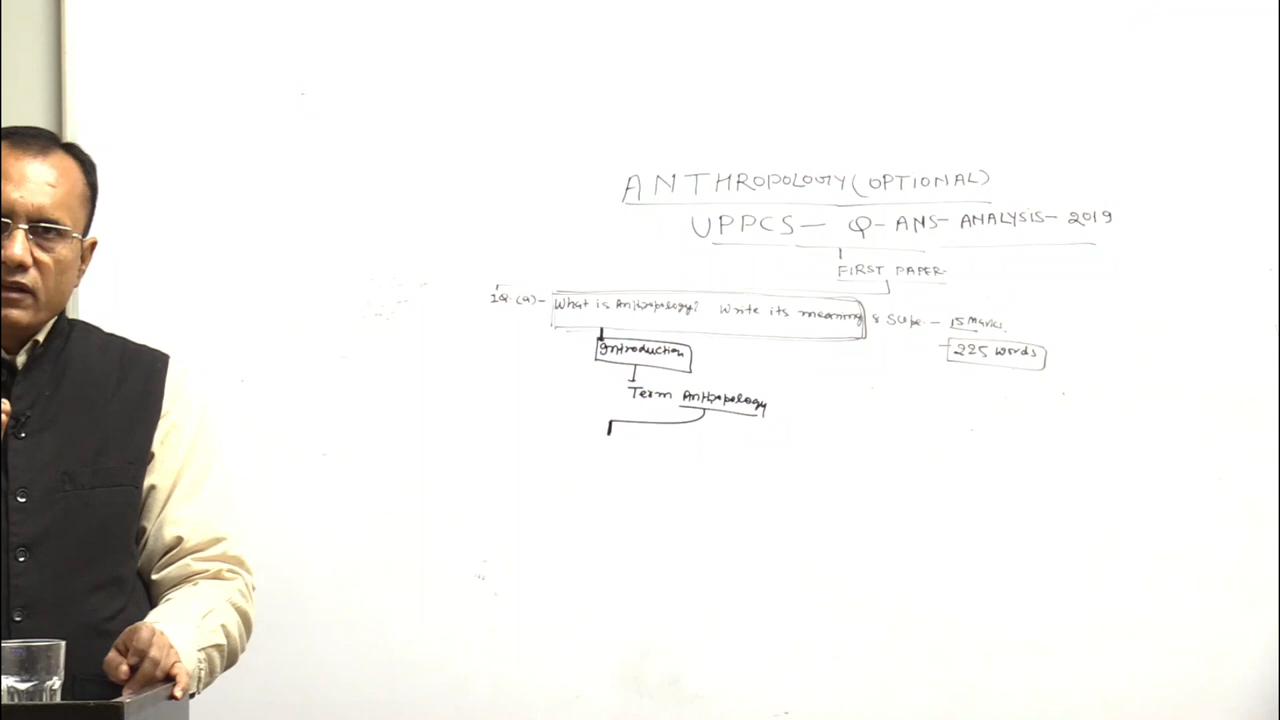 ANTHROPOLOGY (OPTIONAL)
UPPCS - Q - ANS - ANALYSIS - 2019
FIRST PAPER
1Q.(a) - What is Anthropology? Write its meaning & Scope - 15 Marks.
225 words
Introduction
Term Anthropology